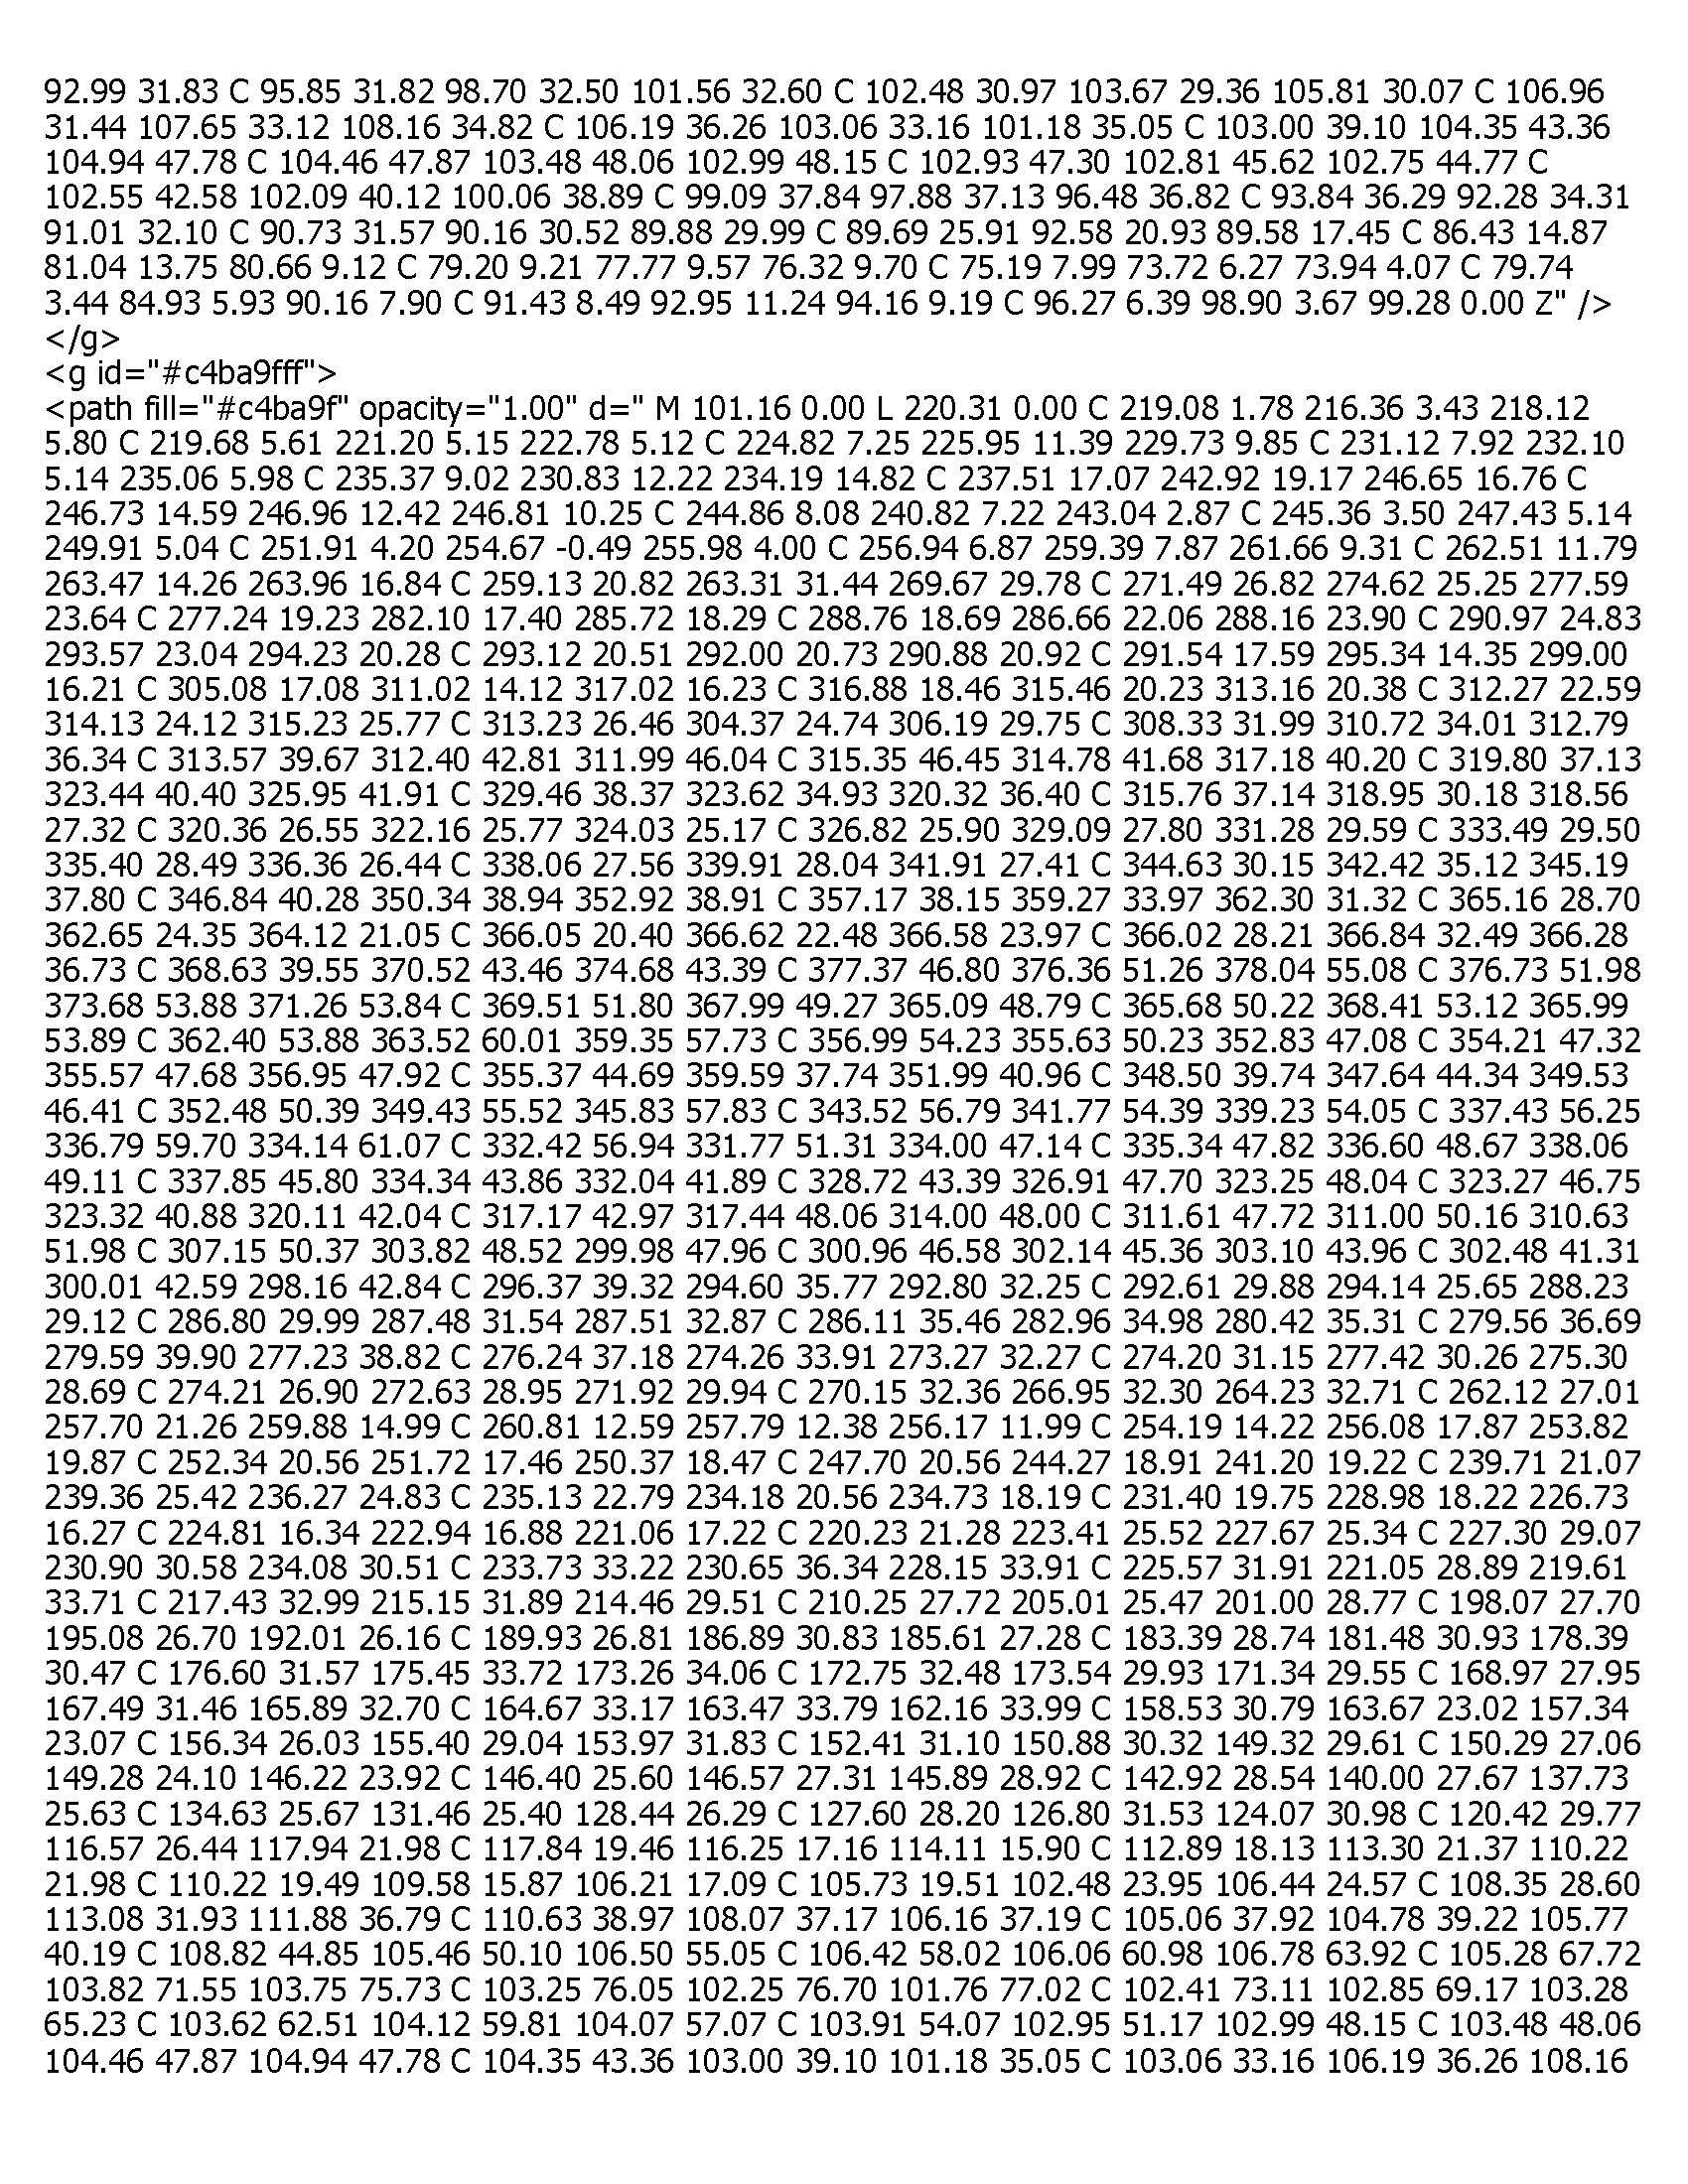 92.99 31.83 C 95.85 31.82 98.70 32.50 101.56 32.60 C 102.48 30.97 103.67 29.36 105.81 30.07 C 106.96
31.44 107.65 33.12 108.16 34.82 C 106.19 36.26 103.06 33.16 101.18 35.05 C 103.00 39.10 104.35 43.36
104.94 47.78 C 104.46 47.87 103.48 48.06 102.99 48.15 C 102.93 47.30 102.81 45.62 102.75 44.77 C
102.55 42.58 102.09 40.12 100.06 38.89 C 99.09 37.84 97.88 37.13 96.48 36.82 C 93.84 36.29 92.28 34.31
91.01 32.10 C 90.73 31.57 90.16 30.52 89.88 29.99 C 89.69 25.91 92.58 20.93 89.58 17.45 C 86.43 14.87
81.04 13.75 80.66 9.12 C 79.20 9.21 77.77 9.57 76.32 9.70 C 75.19 7.99 73.72 6.27 73.94 4.07 C 79.74
3.44 84.93 5.93 90.16 7.90 C 91.43 8.49 92.95 11.24 94.16 9.19 C 96.27 6.39 98.90 3.67 99.28 0.00 Z" />
</g>
<g id="#c4ba9fff">
<path fill="#c4ba9f" opacity="1.00" d=" M 101.16 0.00 L 220.31 0.00 C 219.08 1.78 216.36 3.43 218.12
5.80 C 219.68 5.61 221.20 5.15 222.78 5.12 C 224.82 7.25 225.95 11.39 229.73 9.85 C 231.12 7.92 232.10
5.14 235.06 5.98 C 235.37 9.02 230.83 12.22 234.19 14.82 C 237.51 17.07 242.92 19.17 246.65 16.76 C
246.73 14.59 246.96 12.42 246.81 10.25 C 244.86 8.08 240.82 7.22 243.04 2.87 C 245.36 3.50 247.43 5.14
249.91 5.04 C 251.91 4.20 254.67 -0.49 255.98 4.00 C 256.94 6.87 259.39 7.87 261.66 9.31 C 262.51 11.79
263.47 14.26 263.96 16.84 C 259.13 20.82 263.31 31.44 269.67 29.78 C 271.49 26.82 274.62 25.25 277.59
23.64 C 277.24 19.23 282.10 17.40 285.72 18.29 C 288.76 18.69 286.66 22.06 288.16 23.90 C 290.97 24.83
293.57 23.04 294.23 20.28 C 293.12 20.51 292.00 20.73 290.88 20.92 C 291.54 17.59 295.34 14.35 299.00
16.21 C 305.08 17.08 311.02 14.12 317.02 16.23 C 316.88 18.46 315.46 20.23 313.16 20.38 C 312.27 22.59
314.13 24.12 315.23 25.77 C 313.23 26.46 304.37 24.74 306.19 29.75 C 308.33 31.99 310.72 34.01 312.79
36.34 C 313.57 39.67 312.40 42.81 311.99 46.04 C 315.35 46.45 314.78 41.68 317.18 40.20 C 319.80 37.13
323.44 40.40 325.95 41.91 C 329.46 38.37 323.62 34.93 320.32 36.40 C 315.76 37.14 318.95 30.18 318.56
27.32 C 320.36 26.55 322.16 25.77 324.03 25.17 C 326.82 25.90 329.09 27.80 331.28 29.59 C 333.49 29.50
335.40 28.49 336.36 26.44 C 338.06 27.56 339.91 28.04 341.91 27.41 C 344.63 30.15 342.42 35.12 345.19
37.80 C 346.84 40.28 350.34 38.94 352.92 38.91 C 357.17 38.15 359.27 33.97 362.30 31.32 C 365.16 28.70
362.65 24.35 364.12 21.05 C 366.05 20.40 366.62 22.48 366.58 23.97 C 366.02 28.21 366.84 32.49 366.28
36.73 C 368.63 39.55 370.52 43.46 374.68 43.39 C 377.37 46.80 376.36 51.26 378.04 55.08 C 376.73 51.98
373.68 53.88 371.26 53.84 C 369.51 51.80 367.99 49.27 365.09 48.79 C 365.68 50.22 368.41 53.12 365.99
53.89 C 362.40 53.88 363.52 60.01 359.35 57.73 C 356.99 54.23 355.63 50.23 352.83 47.08 C 354.21 47.32
355.57 47.68 356.95 47.92 C 355.37 44.69 359.59 37.74 351.99 40.96 C 348.50 39.74 347.64 44.34 349.53
46.41 C 352.48 50.39 349.43 55.52 345.83 57.83 C 343.52 56.79 341.77 54.39 339.23 54.05 C 337.43 56.25
336.79 59.70 334.14 61.07 C 332.42 56.94 331.77 51.31 334.00 47.14 C 335.34 47.82 336.60 48.67 338.06
49.11 C 337.85 45.80 334.34 43.86 332.04 41.89 C 328.72 43.39 326.91 47.70 323.25 48.04 C 323.27 46.75
323.32 40.88 320.11 42.04 C 317.17 42.97 317.44 48.06 314.00 48.00 C 311.61 47.72 311.00 50.16 310.63
51.98 C 307.15 50.37 303.82 48.52 299.98 47.96 C 300.96 46.58 302.14 45.36 303.10 43.96 C 302.48 41.31
300.01 42.59 298.16 42.84 C 296.37 39.32 294.60 35.77 292.80 32.25 C 292.61 29.88 294.14 25.65 288.23
29.12 C 286.80 29.99 287.48 31.54 287.51 32.87 C 286.11 35.46 282.96 34.98 280.42 35.31 C 279.56 36.69
279.59 39.90 277.23 38.82 C 276.24 37.18 274.26 33.91 273.27 32.27 C 274.20 31.15 277.42 30.26 275.30
28.69 C 274.21 26.90 272.63 28.95 271.92 29.94 C 270.15 32.36 266.95 32.30 264.23 32.71 C 262.12 27.01
257.70 21.26 259.88 14.99 C 260.81 12.59 257.79 12.38 256.17 11.99 C 254.19 14.22 256.08 17.87 253.82
19.87 C 252.34 20.56 251.72 17.46 250.37 18.47 C 247.70 20.56 244.27 18.91 241.20 19.22 C 239.71 21.07
239.36 25.42 236.27 24.83 C 235.13 22.79 234.18 20.56 234.73 18.19 C 231.40 19.75 228.98 18.22 226.73
16.27 C 224.81 16.34 222.94 16.88 221.06 17.22 C 220.23 21.28 223.41 25.52 227.67 25.34 C 227.30 29.07
230.90 30.58 234.08 30.51 C 233.73 33.22 230.65 36.34 228.15 33.91 C 225.57 31.91 221.05 28.89 219.61
33.71 C 217.43 32.99 215.15 31.89 214.46 29.51 C 210.25 27.72 205.01 25.47 201.00 28.77 C 198.07 27.70
195.08 26.70 192.01 26.16 C 189.93 26.81 186.89 30.83 185.61 27.28 C 183.39 28.74 181.48 30.93 178.39
30.47 C 176.60 31.57 175.45 33.72 173.26 34.06 C 172.75 32.48 173.54 29.93 171.34 29.55 C 168.97 27.95
167.49 31.46 165.89 32.70 C 164.67 33.17 163.47 33.79 162.16 33.99 C 158.53 30.79 163.67 23.02 157.34
23.07 C 156.34 26.03 155.40 29.04 153.97 31.83 C 152.41 31.10 150.88 30.32 149.32 29.61 C 150.29 27.06
149.28 24.10 146.22 23.92 C 146.40 25.60 146.57 27.31 145.89 28.92 C 142.92 28.54 140.00 27.67 137.73
25.63 C 134.63 25.67 131.46 25.40 128.44 26.29 C 127.60 28.20 126.80 31.53 124.07 30.98 C 120.42 29.77
116.57 26.44 117.94 21.98 C 117.84 19.46 116.25 17.16 114.11 15.90 C 112.89 18.13 113.30 21.37 110.22
21.98 C 110.22 19.49 109.58 15.87 106.21 17.09 C 105.73 19.51 102.48 23.95 106.44 24.57 C 108.35 28.60
113.08 31.93 111.88 36.79 C 110.63 38.97 108.07 37.17 106.16 37.19 C 105.06 37.92 104.78 39.22 105.77
40.19 C 108.82 44.85 105.46 50.10 106.50 55.05 C 106.42 58.02 106.06 60.98 106.78 63.92 C 105.28 67.72
103.82 71.55 103.75 75.73 C 103.25 76.05 102.25 76.70 101.76 77.02 C 102.41 73.11 102.85 69.17 103.28
65.23 C 103.62 62.51 104.12 59.81 104.07 57.07 C 103.91 54.07 102.95 51.17 102.99 48.15 C 103.48 48.06
104.46 47.87 104.94 47.78 C 104.35 43.36 103.00 39.10 101.18 35.05 C 103.06 33.16 106.19 36.26 108.16